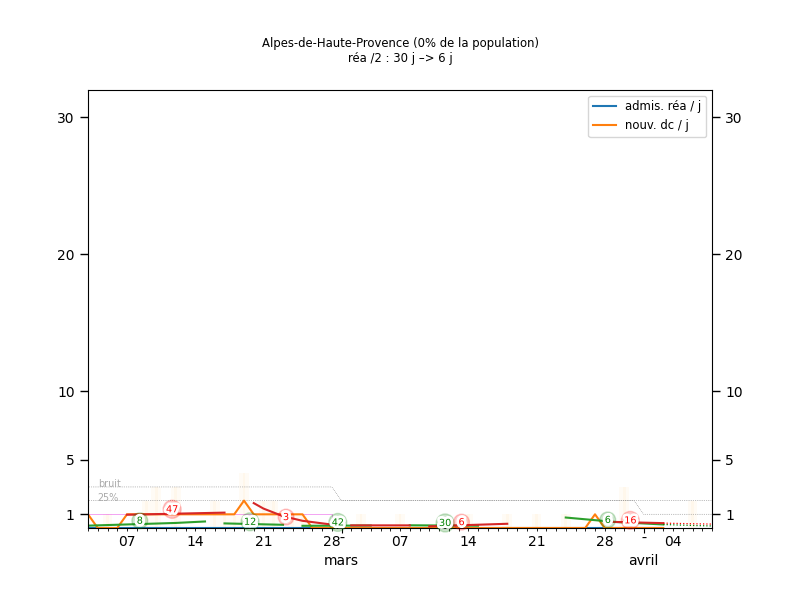 Alpes-de-Haute-Provence (0% de la population)
réa /2 : 30 j –> 6 j
admis. réa / j
nouv. dc / j
30 30
20 20
10 10
5 5
bruit
25%
1 1
47 8 12 3 42 30 6 6 16
07 14 21 28 - 07 14 21 28 - 04
mars avril